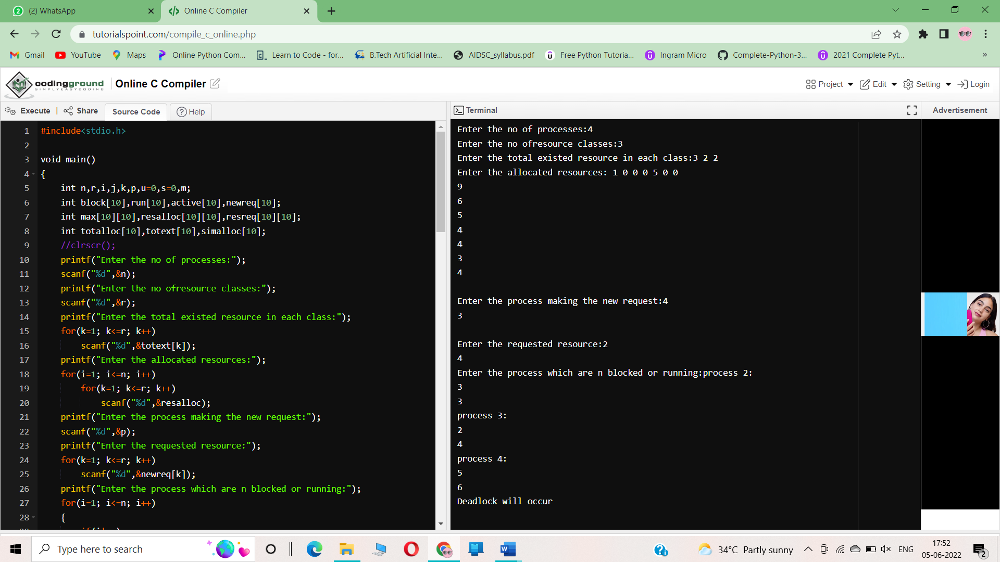 (2) WhatsApp
Online C Compiler
tutorialspoint.com/compile_c_online.php
Gmail
YouTube
Maps
Online Python Com...
Learn to Code - for...
B.Tech Artificial Inte...
AIDSC_syllabus.pdf
Free Python Tutoria...
Ingram Micro
Complete-Python-3...
2021 Complete Pyt...
»
codingground
SIMPLYEASYCODING
Online C Compiler
Project
Edit
Setting
Login
Execute | Share
Source Code
Help
Terminal
Advertisement
1 #include<stdio.h>
2
3 void main()
4 {
5 int n,r,i,j,k,p,u=0,s=0,m;
6 int block[10],run[10],active[10],newreq[10];
7 int max[10][10],resalloc[10][10],resreq[10][10];
8 int totalloc[10],totext[10],simalloc[10];
9 //clrscr();
10 printf("Enter the no of processes:");
11 scanf("%d",&n);
12 printf("Enter the no ofresource classes:");
13 scanf("%d",&r);
14 printf("Enter the total existed resource in each class:");
15 for(k=1; k<=r; k++)
16 scanf("%d",&totext[k]);
17 printf("Enter the allocated resources:");
18 for(i=1; i<=n; i++)
19 for(k=1; k<=r; k++)
20 scanf("%d",&resalloc);
21 printf("Enter the process making the new request:");
22 scanf("%d",&p);
23 printf("Enter the requested resource:");
24 for(k=1; k<=r; k++)
25 scanf("%d",&newreq[k]);
26 printf("Enter the process which are n blocked or running:");
27 for(i=1; i<=n; i++)
28 {
Enter the no of processes:4
Enter the no ofresource classes:3
Enter the total existed resource in each class:3 2 2
Enter the allocated resources: 1 0 0 0 5 0 0
9
6
5
4
4
3
4
Enter the process making the new request:4
3
Enter the requested resource:2
4
Enter the process which are n blocked or running:process 2:
3
3
process 3:
2
4
process 4:
5
6
Deadlock will occur
Type here to search
34°C Partly sunny
ENG
17:52
05-06-2022
2